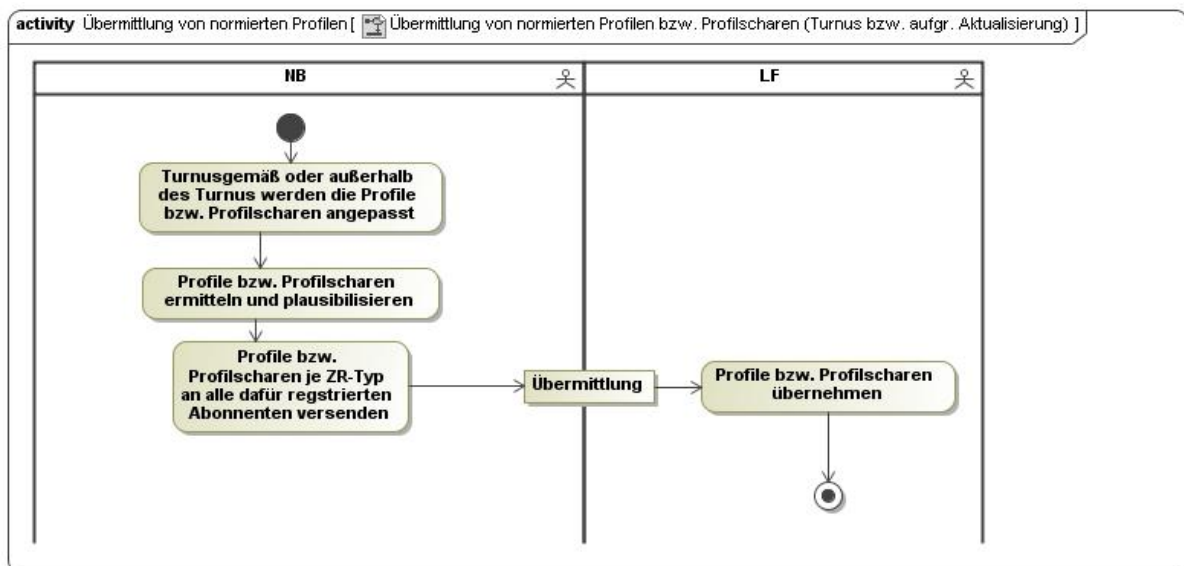 activity Übermittlung von normierten Profilen [ Übermittlung von normierten Profilen bzw. Profilscharen (Turnus bzw. aufgr. Aktualisierung) ]
NB
LF
Turnusgemäß oder außerhalb
des Turnus werden die Profile
bzw. Profilscharen angepasst
Profile bzw. Profilscharen
ermitteln und plausibilisieren
Profile bzw.
Profilscharen je ZR-Typ
an alle dafür regstrierten
Abonnenten versenden
Übermittlung
Profile bzw. Profilscharen
übernehmen